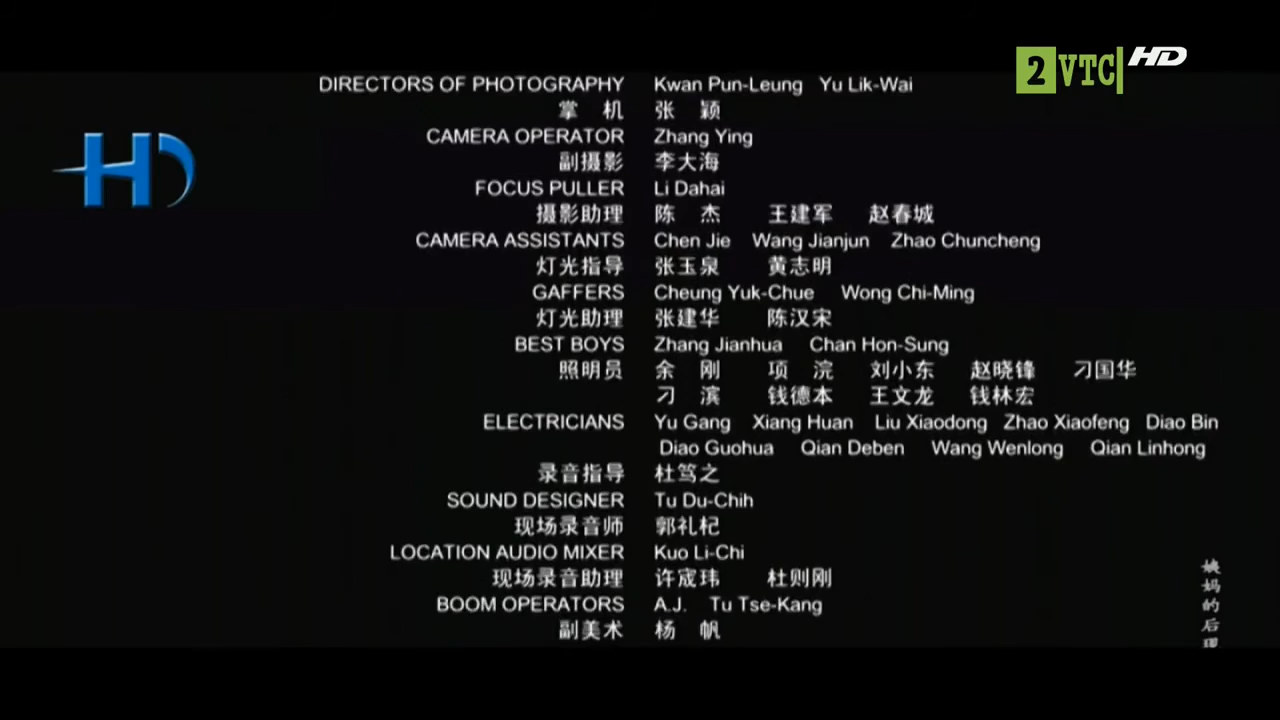 2 VTC HD
DIRECTORS OF PHOTOGRAPHY Kwan Pun-Leung Yu Lik-Wai
掌 机 张 颖
CAMERA OPERATOR Zhang Ying
HD
副摄影 李大海
FOCUS PULLER Li Dahai
摄影助理 陈 杰 王建军 赵春城
CAMERA ASSISTANTS Chen Jie Wang Jianjun Zhao Chuncheng
灯光指导 张玉泉 黄志明
GAFFERS Cheung Yuk-Chue Wong Chi-Ming
灯光助理 张建华 陈汉宋
BEST BOYS Zhang Jianhua Chan Hon-Sung
照明员 余 刚 项 浣 刘小东 赵晓锋 刁国华
刁 滨 钱德本 王文龙 钱林宏
ELECTRICIANS Yu Gang Xiang Huan Liu Xiaodong Zhao Xiaofeng Diao Bin
Diao Guohua Qian Deben Wang Wenlong Qian Linhong
录音指导 杜笃之
SOUND DESIGNER Tu Du-Chih
现场录音师 郭礼杞
LOCATION AUDIO MIXER Kuo Li-Chi
现场录音助理 许宬玮 杜则刚
BOOM OPERATORS A.J. Tu Tse-Kang
副美术 杨 帆
姨妈的后现